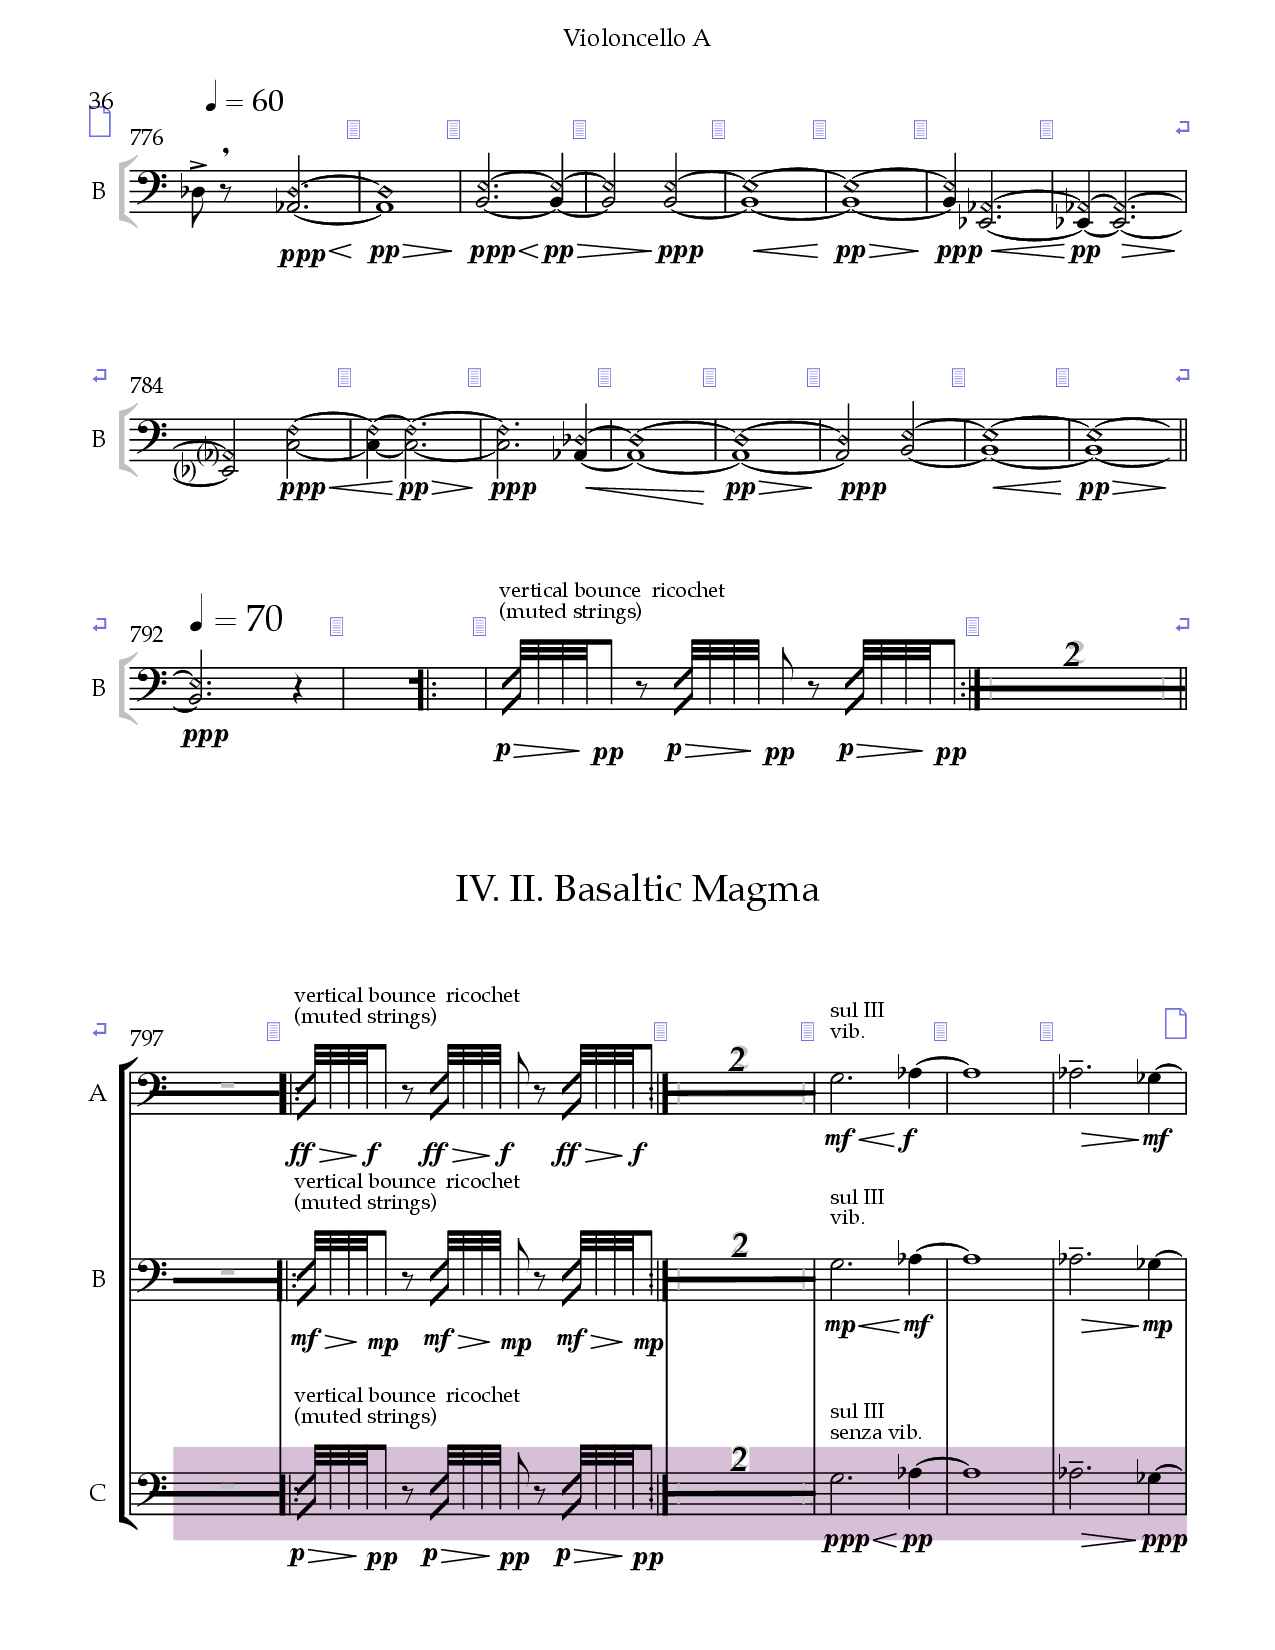 Violoncello A
36
= 60
776
B
ppp pp ppp pp ppp pp ppp pp
784
B
ppp pp ppp pp ppp pp
vertical bounce ricochet
(muted strings)
= 70
792
2
B
ppp
p pp p pp p pp
IV. II. Basaltic Magma
vertical bounce ricochet
(muted strings)
sul III
vib.
797
2
A
mf f mf
ff f ff f ff f
vertical bounce ricochet
(muted strings)
sul III
vib.
2
B
mp mf mp
mf mp mf mp mf mp
vertical bounce ricochet
(muted strings)
sul III
senza vib.
2
C
ppp pp ppp
p pp p pp p pp